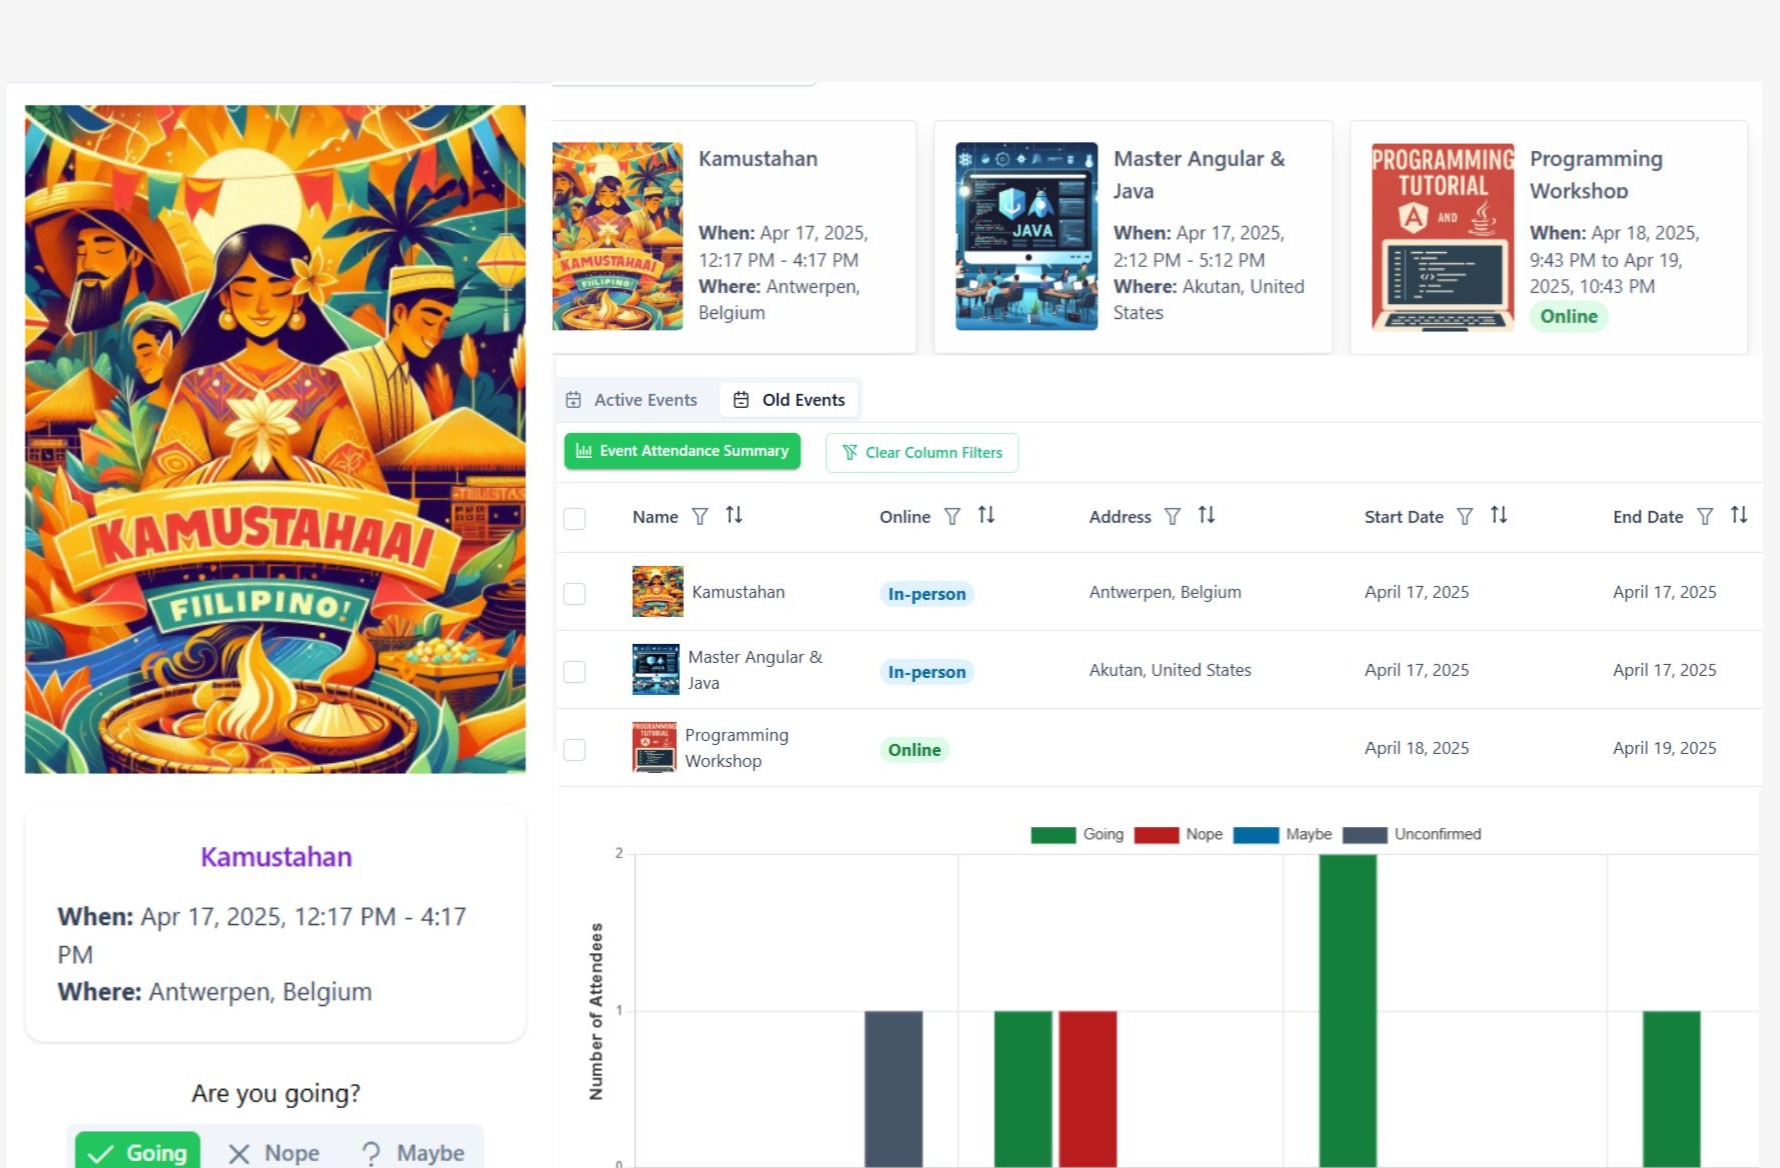 KAMUSTAHAAI
FIILIPINO!
Kamustahan
When: Apr 17, 2025, 12:17 PM - 4:17
PM
Where: Antwerpen, Belgium
Are you going?
Going
Nope
Maybe
KAMUSTAHAAI
FIILIPINO!
Kamustahan
When: Apr 17, 2025,
12:17 PM - 4:17 PM
Where: Antwerpen,
Belgium
JAVA
Master Angular &
Java
When: Apr 17, 2025,
2:12 PM - 5:12 PM
Where: Akutan, United
States
PROGRAMMING
TUTORIAL
A AND
Programming
Workshop
When: Apr 18, 2025,
9:43 PM to Apr 19,
2025, 10:43 PM
Online
Active Events
Old Events
Event Attendance Summary
Clear Column Filters
Name Online Address Start Date End Date
Kamustahan In-person Antwerpen, Belgium April 17, 2025 April 17, 2025
Master Angular &
Java
In-person Akutan, United States April 17, 2025 April 17, 2025
PROGRAMMING
TUTORIAL
Programming
Workshop
Online April 18, 2025 April 19, 2025
Going Nope Maybe Unconfirmed
2
1
0
Number of Attendees